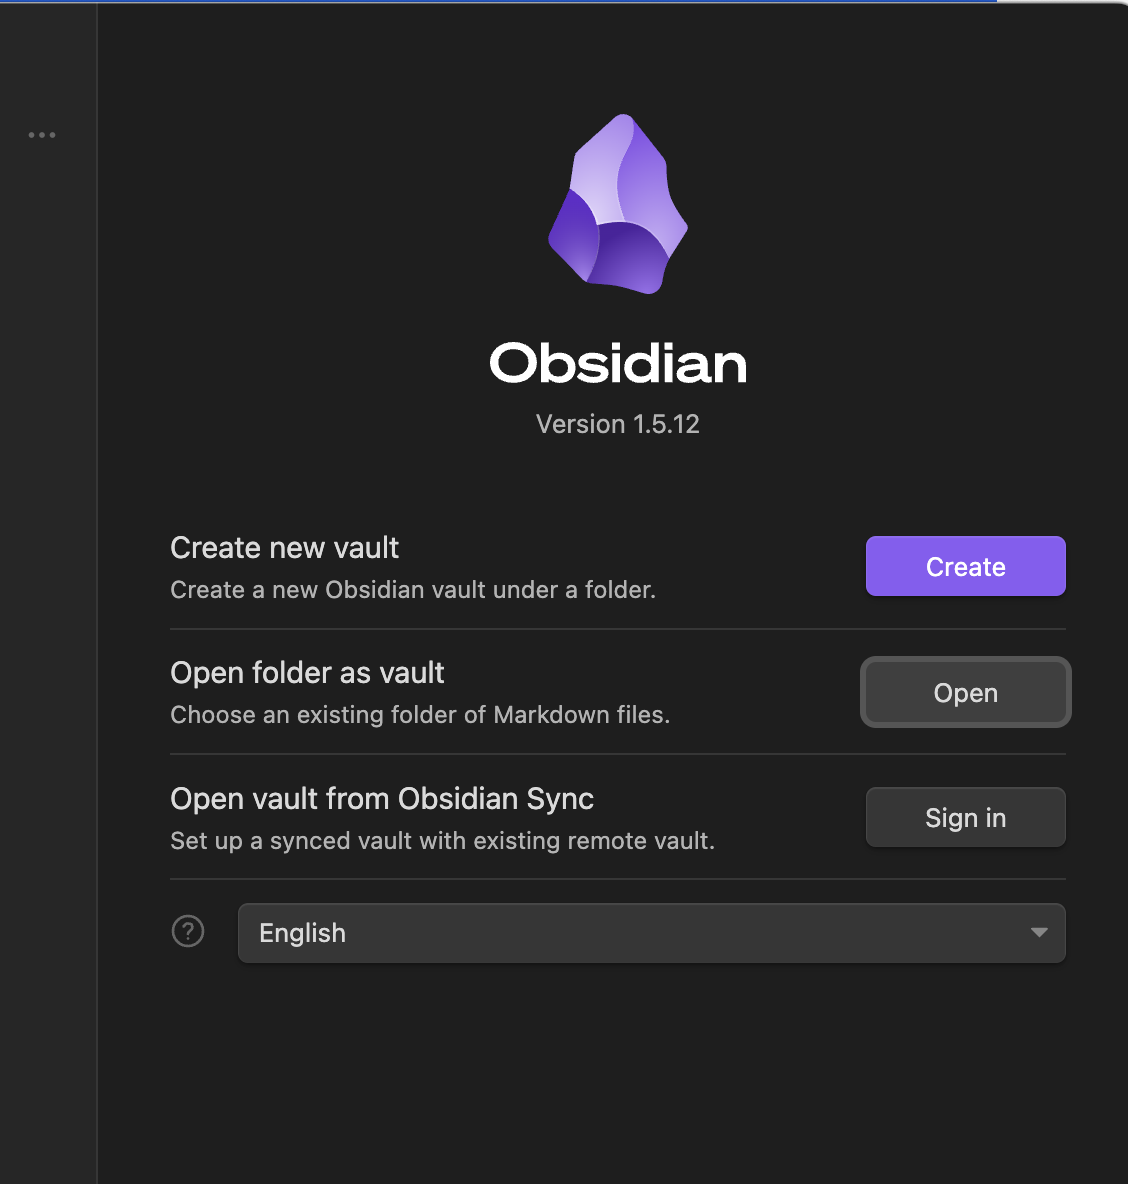 Obsidian
Version 1.5.12
Create new vault
Create a new Obsidian vault under a folder.
Create
Open folder as vault
Choose an existing folder of Markdown files.
Open
Open vault from Obsidian Sync
Set up a synced vault with existing remote vault.
Sign in
?
English